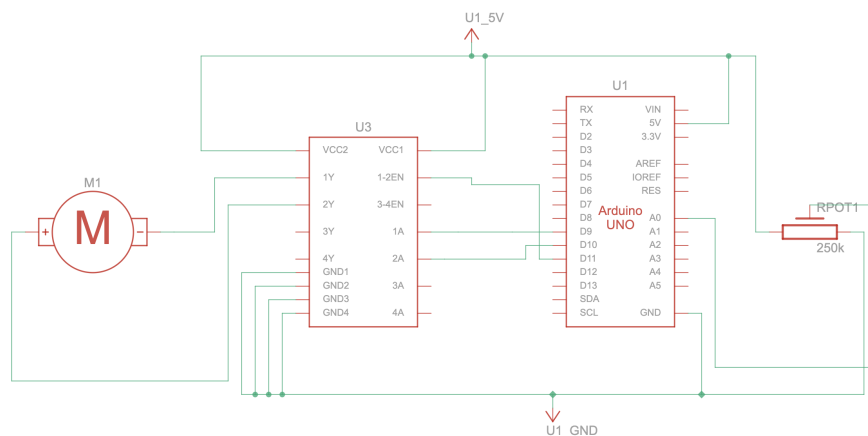 U1_5V
U1
U3
RX VIN
TX 5V
D2 3.3V
D3
D4 AREF
D5 IOREF
D6 RES
D7
D8 A0
D9 A1
D10 A2
D11 A3
D12 A4
D13 A5
SDA
SCL GND
Arduino
UNO
VCC2 VCC1
1Y 1-2EN
2Y 3-4EN
3Y 1A
4Y 2A
GND1
GND2 3A
GND3
GND4 4A
M1
M
+ -
RPOT1
250k
U1_GND